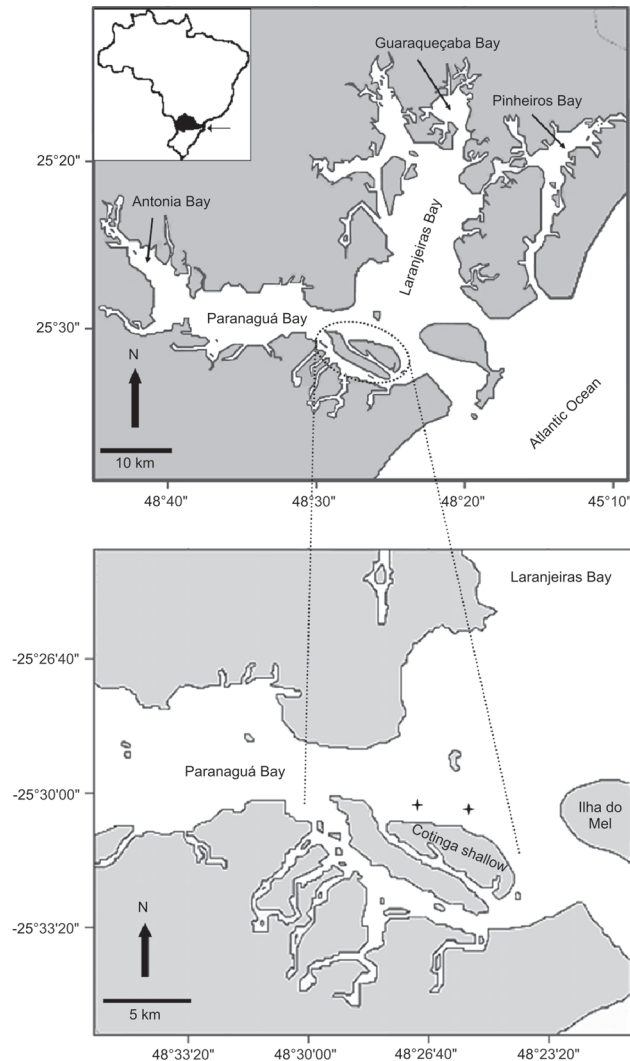 Guaraqueçaba Bay
Pinheiros Bay
25°20"
Antonia Bay
Laranjeiras Bay
Paranaguá Bay
25°30"
N
Atlantic Ocean
10 km
48°40"
48°30"
48°20"
45°10"
Laranjeiras Bay
-25°26'40"
Paranaguá Bay
-25°30'00"
Ilha do
Mel
Cotinga shallow
N
-25°33'20"
5 km
48°33'20"
48°30'00"
48°26'40"
48°23'20"